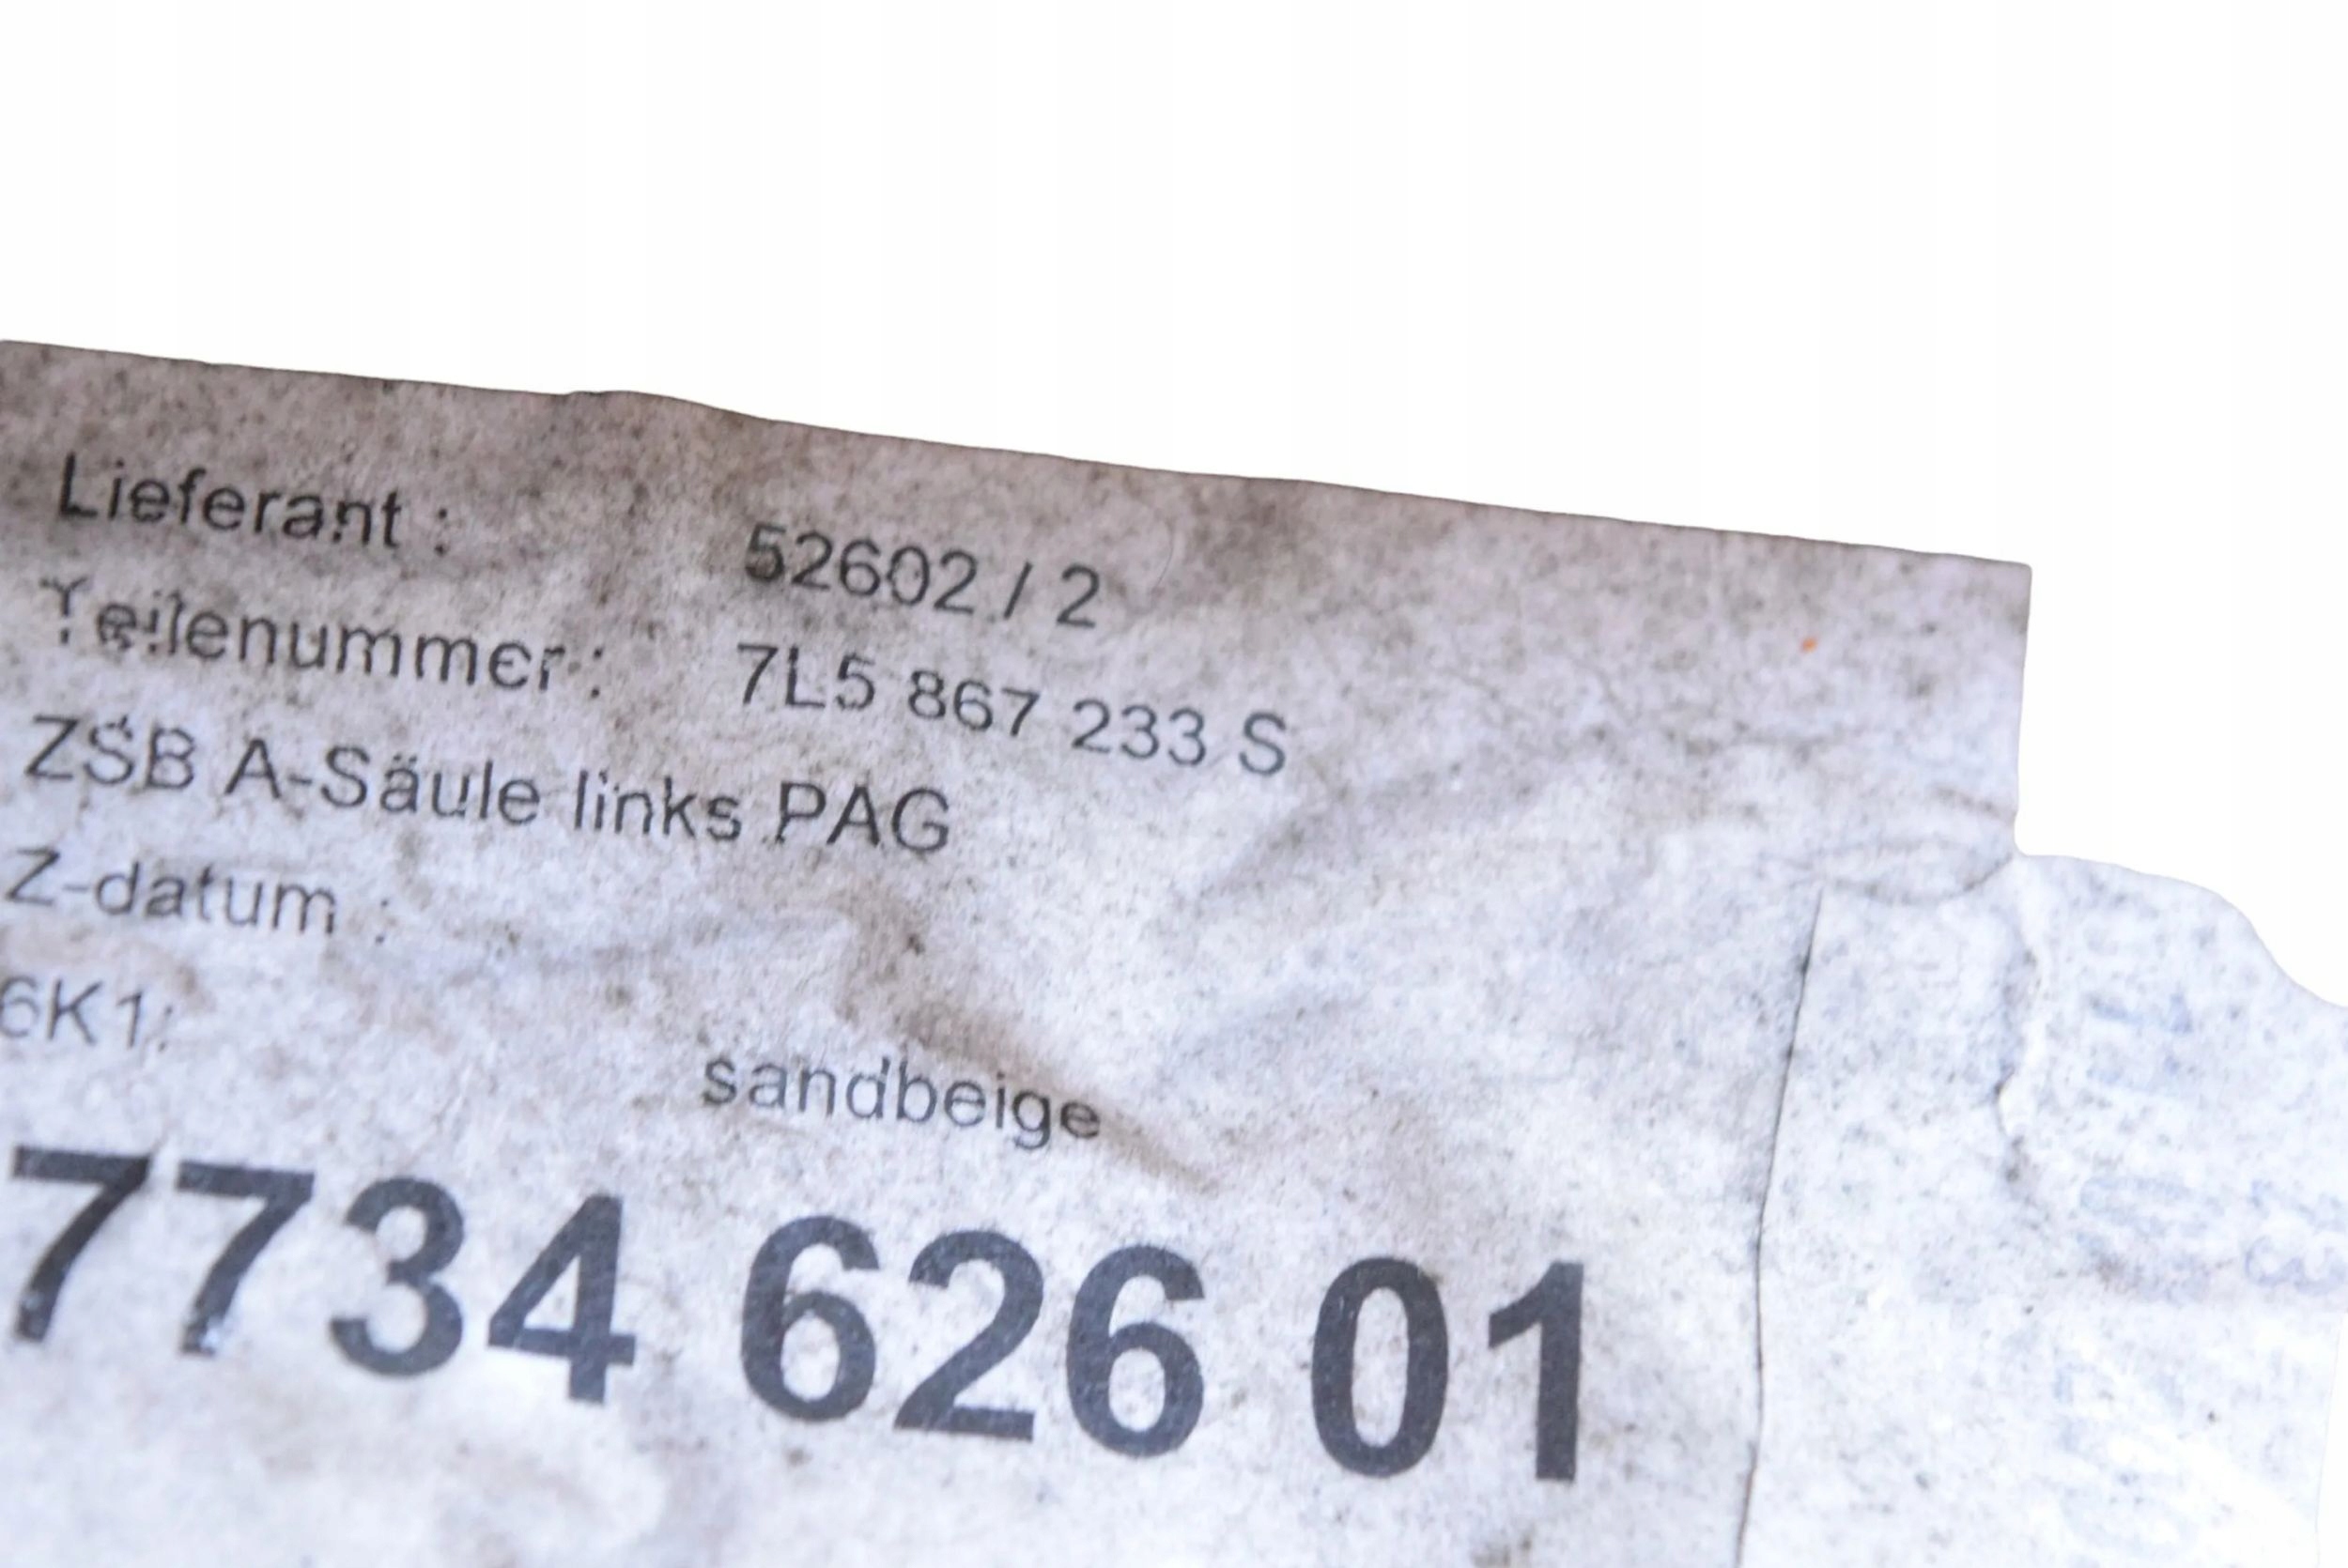 Lieferant : 52602 / 2
Teilenummer : 7L5 867 233 S
ZSB A-Säule links PAG
Z-datum :
6K1:
sandbeige
7734 626 01